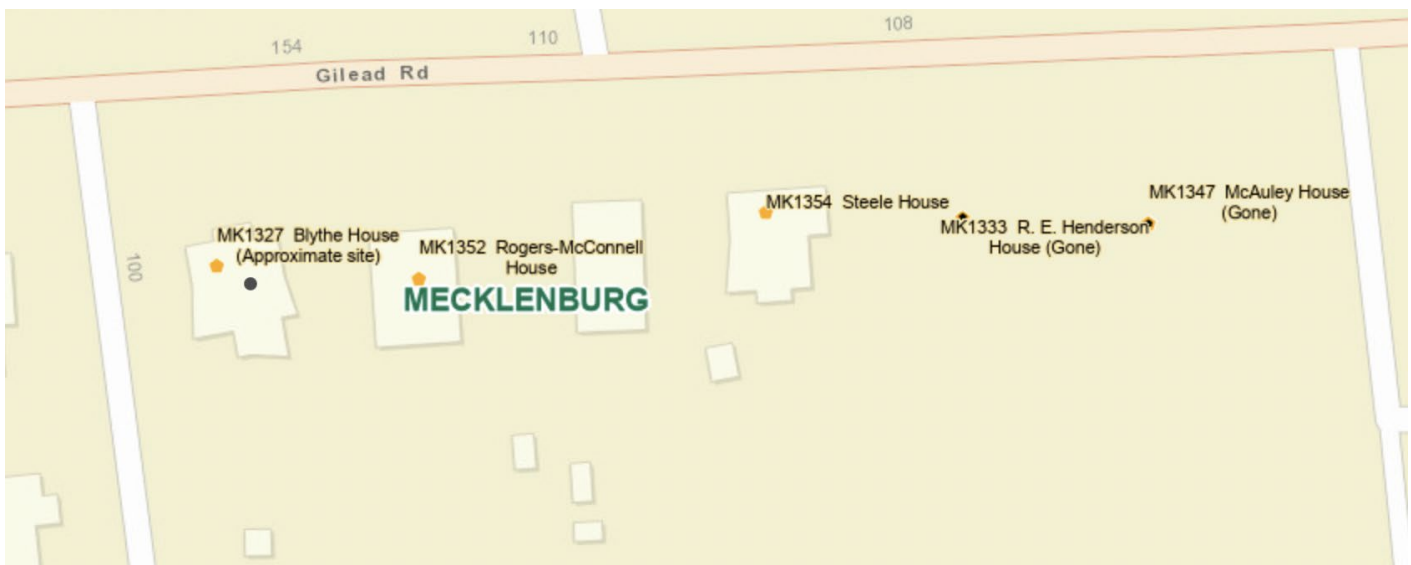 154
110
108
Gilead Rd
MK1347 McAuley House
(Gone)
MK1354 Steele House
MK1333 R. E. Henderson
House (Gone)
MK1327 Blythe House
(Approximate site)
MK1352 Rogers-McConnell
House
100
MECKLENBURG